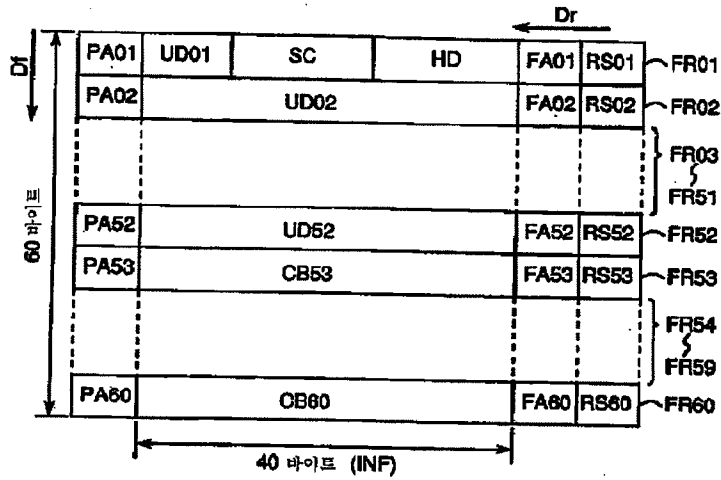 Dr
Df
PA01 UD01 SC HD FA01 RS01 FR01
PA02 UD02 FA02 RS02 FR02
FR03
FR51
60 바이트
PA52 UD52 FA52 RS52 FR52
PA53 CB53 FA53 RS53 FR53
FR54
FR59
PA60 CB60 FA60 RS60 FR60
40 바이트 (INF)